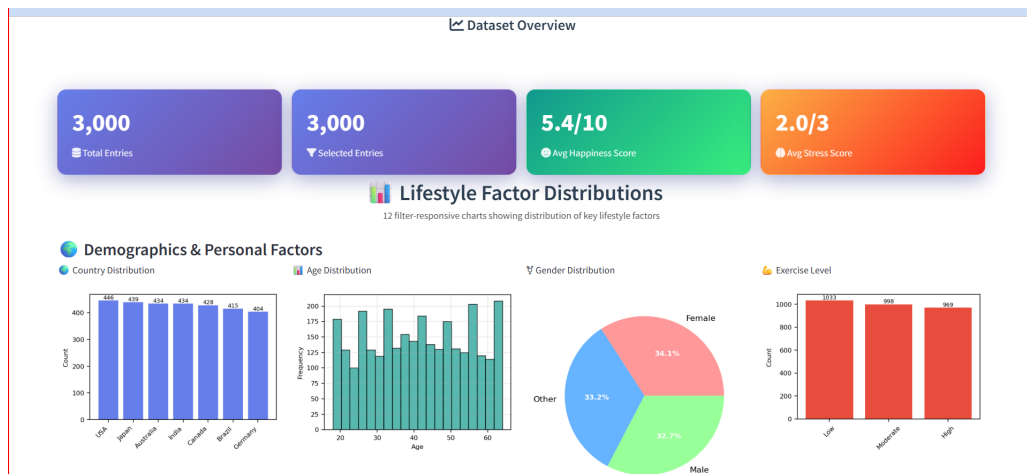 Dataset Overview
3,000
Total Entries
3,000
Selected Entries
5.4/10
Avg Happiness Score
2.0/3
Avg Stress Score
Lifestyle Factor Distributions
12 filter-responsive charts showing distribution of key lifestyle factors
Demographics & Personal Factors
Country Distribution
446
439
434
434
428
415
404
400
300
200
100
0
Count
USA
Japan
Australia
India
Canada
Brazil
Germany
Age Distribution
200
175
150
125
100
75
50
25
0
Frequency
20
30
40
50
60
Age
Gender Distribution
Female
34.1%
Other
33.2%
32.7%
Male
Exercise Level
1033
998
969
1000
800
600
400
200
0
Count
Low
Moderate
High